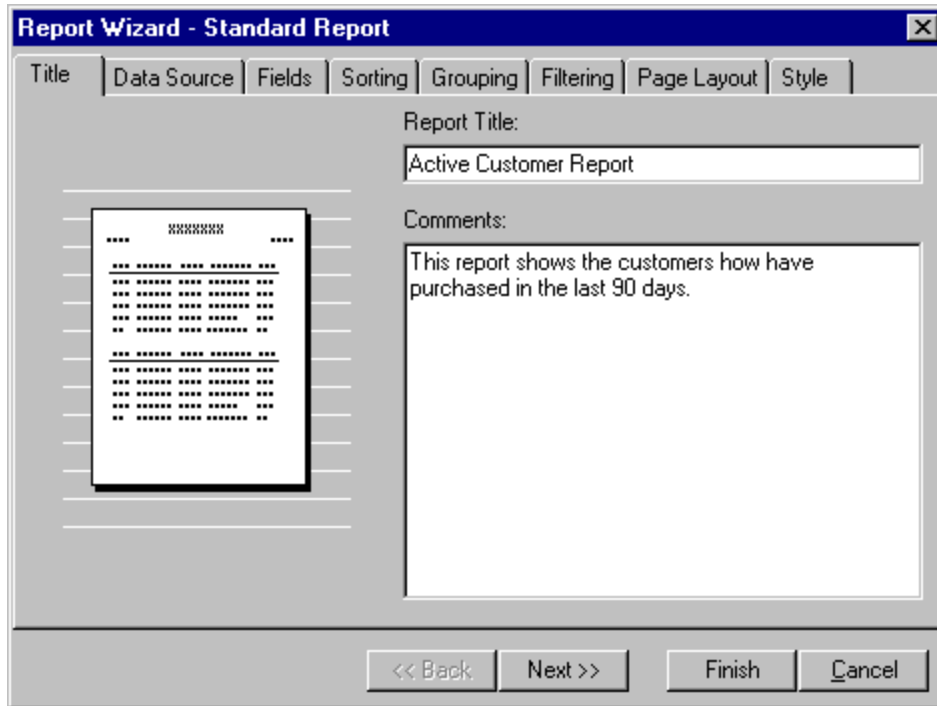 Report Wizard - Standard Report
Title Data Source Fields Sorting Grouping Filtering Page Layout Style
Report Title:
Active Customer Report
Comments:
This report shows the customers how have
purchased in the last 90 days.
xxxxxxx
<< Back Next >> Finish Cancel